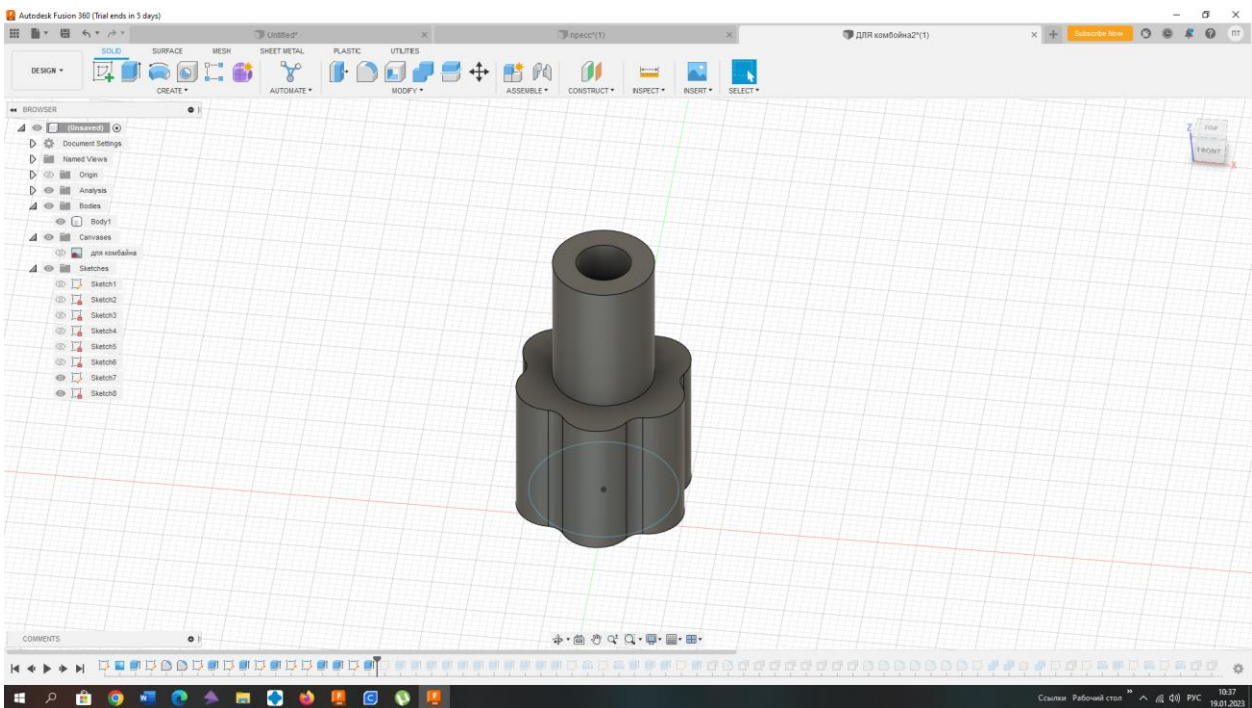 Autodesk Fusion 360 (Trial ends in 5 days)
Untitled*
пресс*(1)
ДЛЯ комбойна2*(1)
Subscribe Now
ПТ
SOLID SURFACE MESH SHEET METAL PLASTIC UTILITIES
DESIGN
CREATE AUTOMATE MODIFY ASSEMBLE CONSTRUCT INSPECT INSERT SELECT
BROWSER
(Unsaved)
Document Settings
Named Views
Origin
Analysis
Bodies
Body1
Canvases
для комбайна
Sketches
Sketch1
Sketch2
Sketch3
Sketch4
Sketch5
Sketch6
Sketch7
Sketch8
Z
TOP
FRONT
X
COMMENTS
Ссылки Рабочий стол » РУС 10:37
19.01.2023